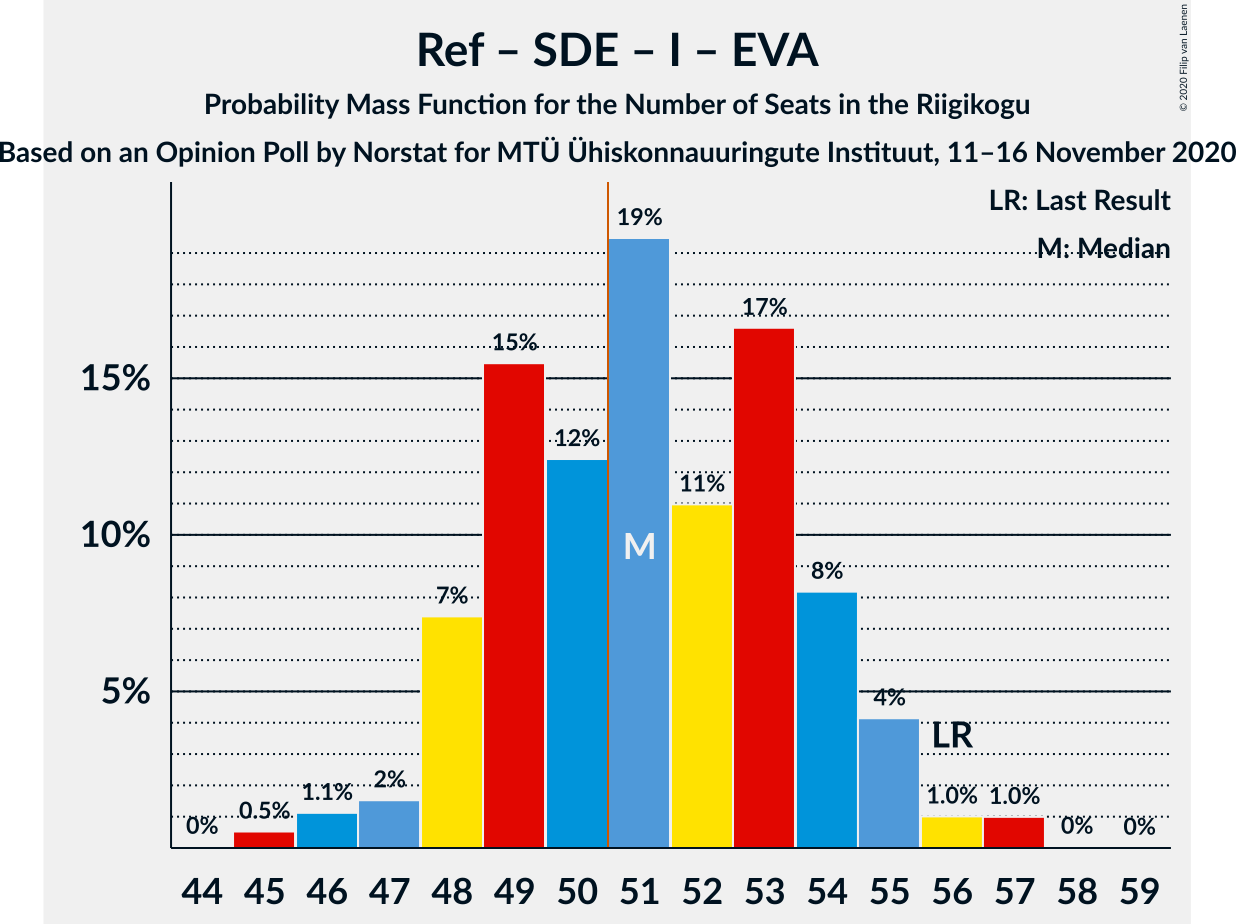 Ref – SDE – I – EVA
Probability Mass Function for the Number of Seats in the Riigikogu
Based on an Opinion Poll by Norstat for MTÜ Ühiskonnauuringute Instituut, 11–16 November 2020
© 2020 Filip van Laenen
LR: Last Result
M: Median
19%
17%
15%
15%
12%
11%
10%
M
8%
7%
5%
4%
LR
2%
1.1%
1.0%
1.0%
0.5%
0%
0%
0%
44 45 46 47 48 49 50 51 52 53 54 55 56 57 58 59